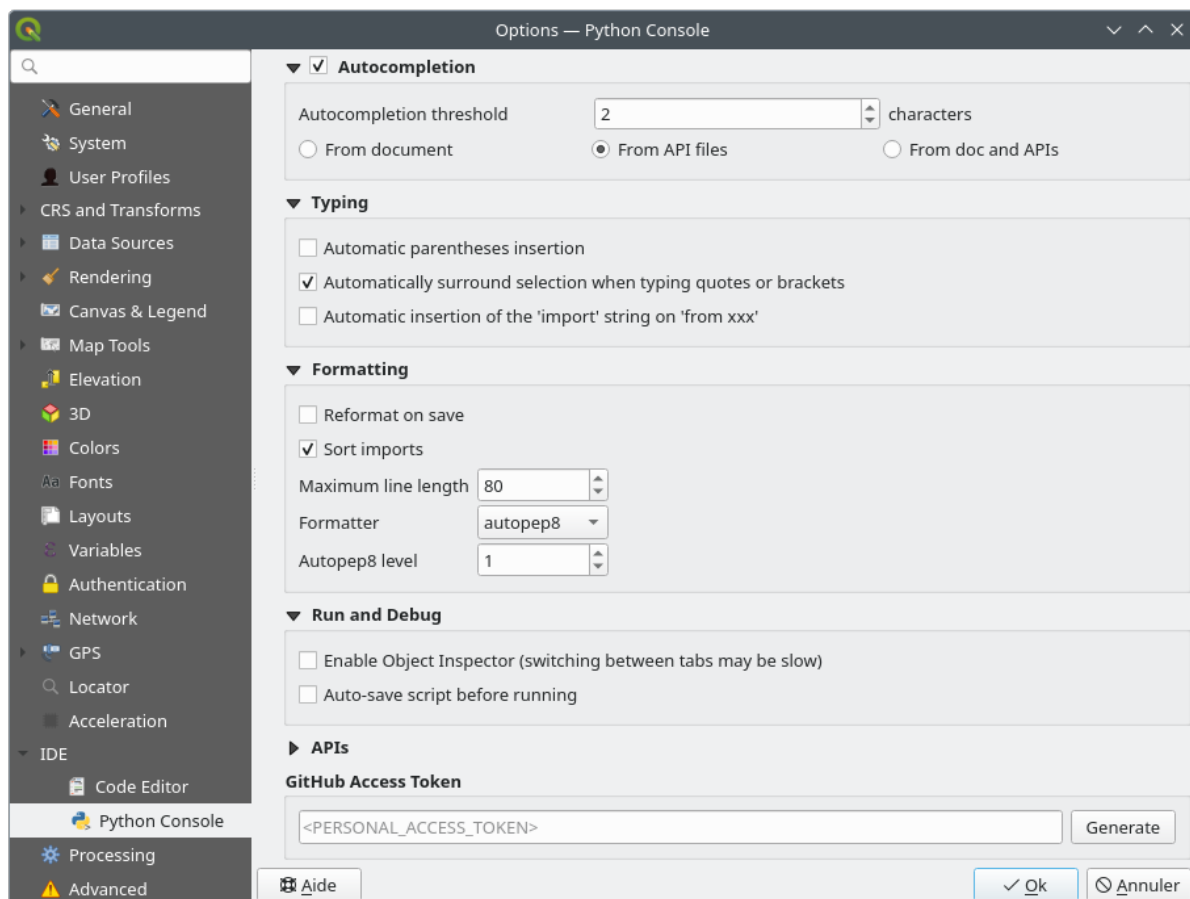 Options — Python Console
General
System
User Profiles
CRS and Transforms
Data Sources
Rendering
Canvas & Legend
Map Tools
Elevation
3D
Colors
Aa Fonts
Layouts
Variables
Authentication
Network
GPS
Locator
Acceleration
IDE
Code Editor
Python Console
Processing
Advanced
Autocompletion
Autocompletion threshold 2 characters
From document From API files From doc and APIs
Typing
Automatic parentheses insertion
Automatically surround selection when typing quotes or brackets
Automatic insertion of the 'import' string on 'from xxx'
Formatting
Reformat on save
Sort imports
Maximum line length 80
Formatter autopep8
Autopep8 level 1
Run and Debug
Enable Object Inspector (switching between tabs may be slow)
Auto-save script before running
APIs
GitHub Access Token
<PERSONAL_ACCESS_TOKEN> Generate
Aide Ok Annuler